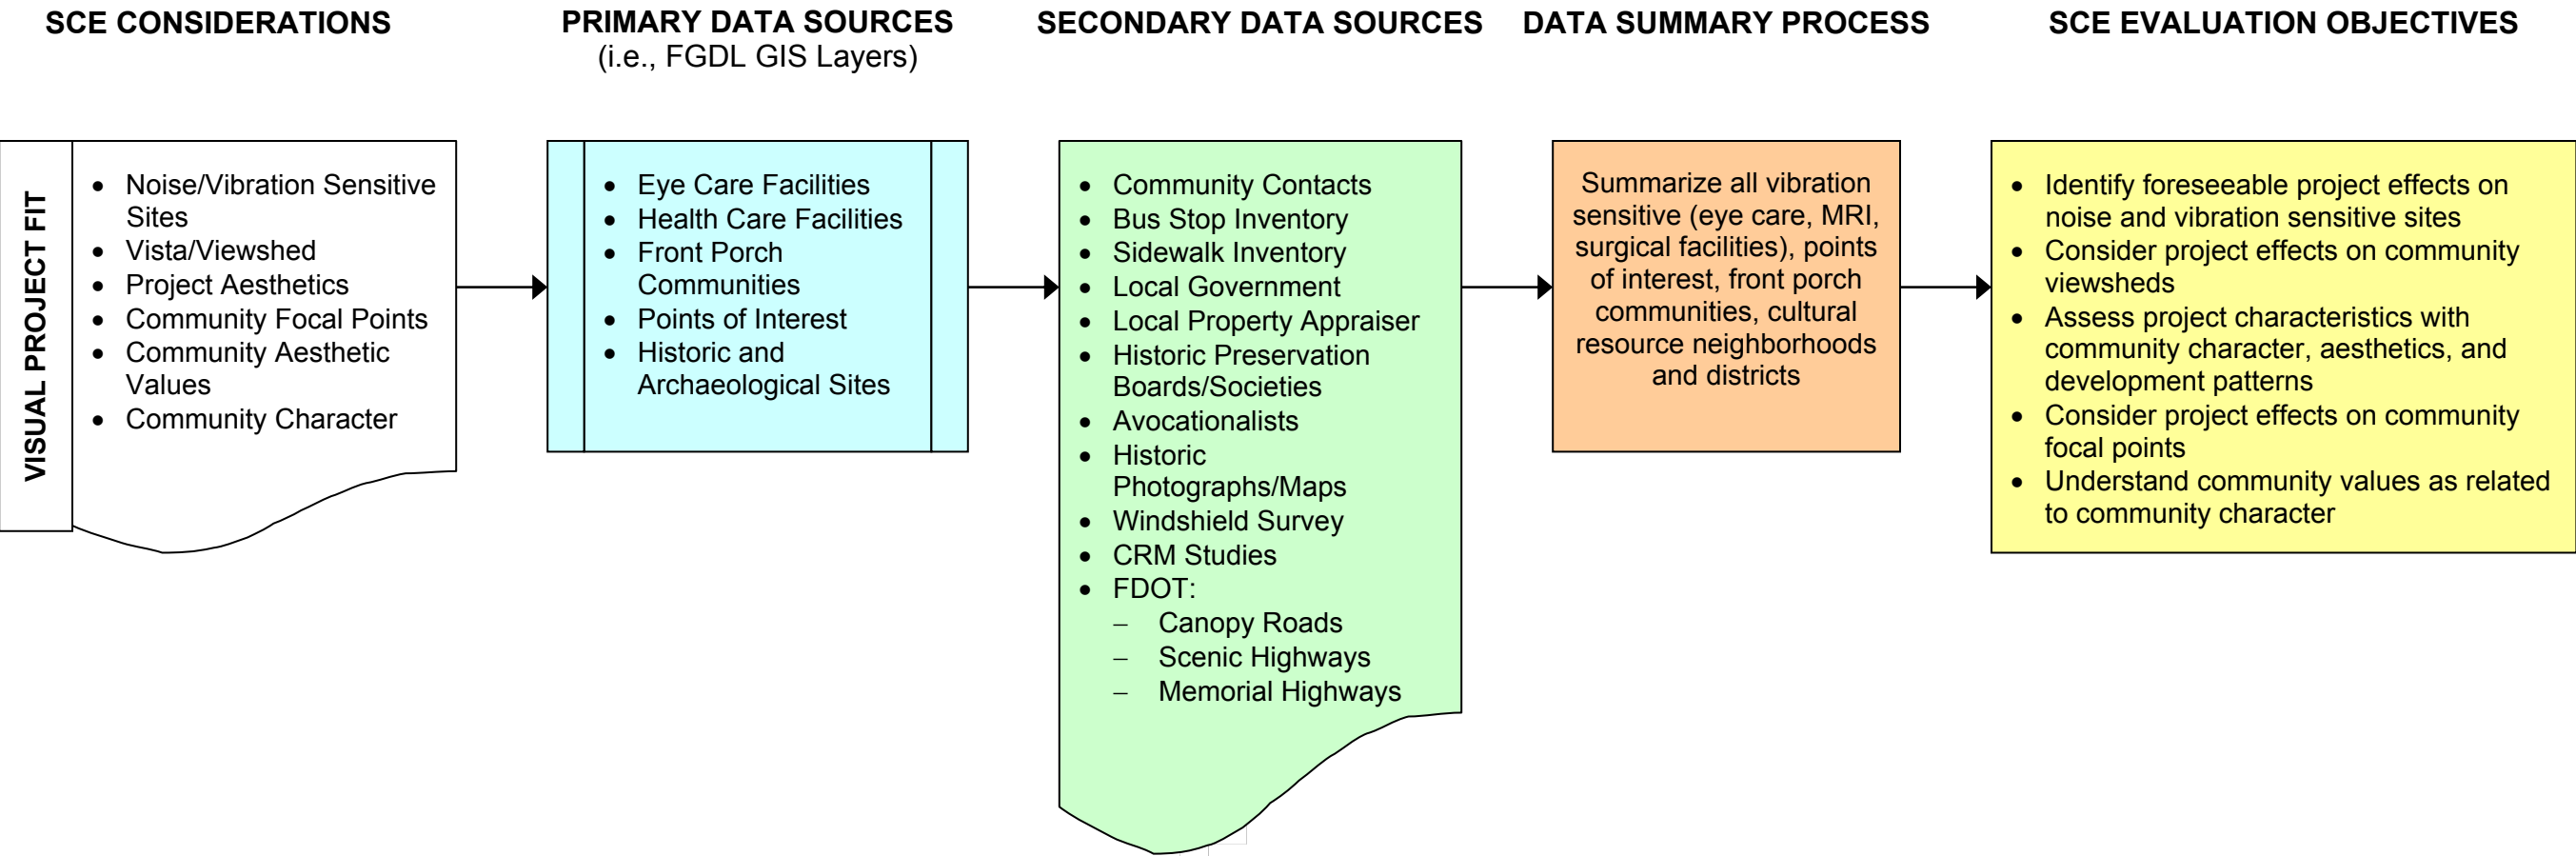 SCE CONSIDERATIONS
PRIMARY DATA SOURCES
(i.e., FGDL GIS Layers)
SECONDARY DATA SOURCES
DATA SUMMARY PROCESS
SCE EVALUATION OBJECTIVES
VISUAL PROJECT FIT
• Noise/Vibration Sensitive
Sites
• Vista/Viewshed
• Project Aesthetics
• Community Focal Points
• Community Aesthetic
Values
• Community Character
• Eye Care Facilities
• Health Care Facilities
• Front Porch
Communities
• Points of Interest
• Historic and
Archaeological Sites
• Community Contacts
• Bus Stop Inventory
• Sidewalk Inventory
• Local Government
• Local Property Appraiser
• Historic Preservation
Boards/Societies
• Avocationalists
• Historic
Photographs/Maps
• Windshield Survey
• CRM Studies
• FDOT:
– Canopy Roads
– Scenic Highways
– Memorial Highways
Summarize all vibration
sensitive (eye care, MRI,
surgical facilities), points
of interest, front porch
communities, cultural
resource neighborhoods
and districts
• Identify foreseeable project effects on
noise and vibration sensitive sites
• Consider project effects on community
viewsheds
• Assess project characteristics with
community character, aesthetics, and
development patterns
• Consider project effects on community
focal points
• Understand community values as related
to community character